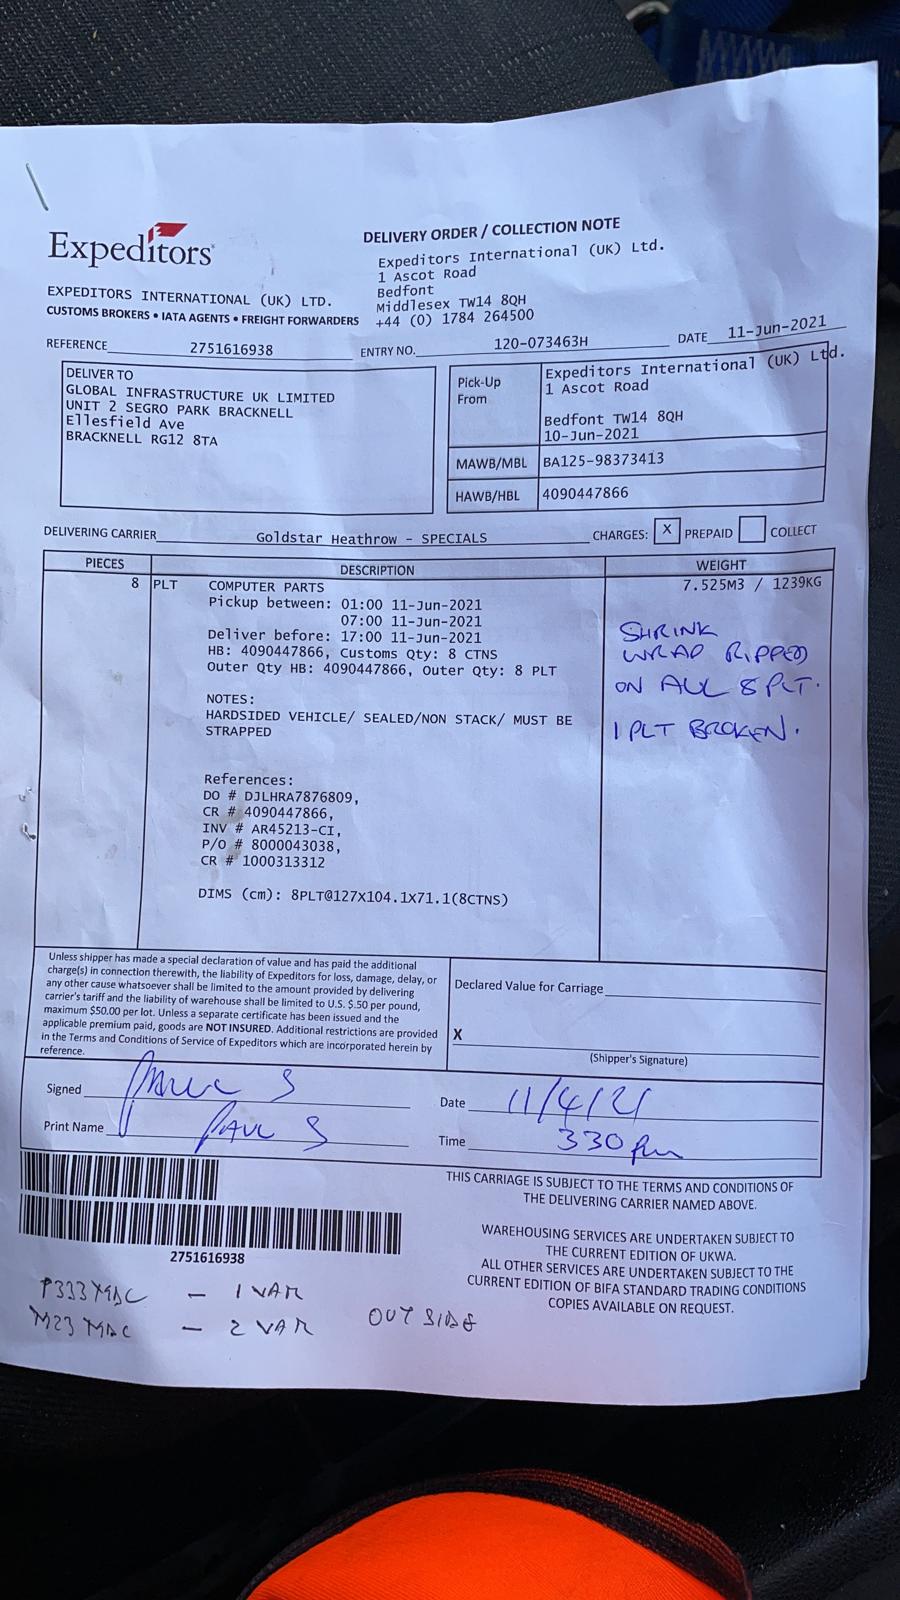 Expeditors
EXPEDITORS INTERNATIONAL (UK) LTD.
CUSTOMS BROKERS • IATA AGENTS • FREIGHT FORWARDERS
DELIVERY ORDER / COLLECTION NOTE
Expeditors International (UK) Ltd.
1 Ascot Road
Bedfont
Middlesex TW14 8QH
+44 (0) 1784 264500
REFERENCE 2751616938 ENTRY NO. 120-073463H DATE 11-Jun-2021
DELIVER TO
GLOBAL INFRASTRUCTURE UK LIMITED
UNIT 2 SEGRO PARK BRACKNELL
Ellesfield Ave
BRACKNELL RG12 8TA
Pick-Up From
Expeditors International (UK) Ltd.
1 Ascot Road
Bedfont TW14 8QH
10-Jun-2021
MAWB/MBL BA125-98373413
HAWB/HBL 4090447866
DELIVERING CARRIER Goldstar Heathrow - SPECIALS CHARGES: X PREPAID COLLECT
PIECES DESCRIPTION WEIGHT
8 PLT COMPUTER PARTS 7.525M3 / 1239KG
Pickup between: 01:00 11-Jun-2021
07:00 11-Jun-2021
Deliver before: 17:00 11-Jun-2021
HB: 4090447866, Customs Qty: 8 CTNS
Outer Qty HB: 4090447866, Outer Qty: 8 PLT
NOTES:
HARDSIDED VEHICLE/ SEALED/NON STACK/ MUST BE
STRAPPED
References:
DO # DJLHRA7876809,
CR # 4090447866,
INV # AR45213-CI,
P/O # 8000043038,
CR # 1000313312
DIMS (cm): 8PLT@127X104.1X71.1(8CTNS)
SHRINK
WRAP RIPPED
ON ALL 8 PLT.
1 PLT BROKEN.
Unless shipper has made a special declaration of value and has paid the additional
charge(s) in connection therewith, the liability of Expeditors for loss, damage, delay, or
any other cause whatsoever shall be limited to the amount provided by delivering
carrier's tariff and the liability of warehouse shall be limited to U.S. $.50 per pound,
maximum $50.00 per lot. Unless a separate certificate has been issued and the
applicable premium paid, goods are NOT INSURED. Additional restrictions are provided
in the Terms and Conditions of Service of Expeditors which are incorporated herein by
reference.
Declared Value for Carriage
X
(Shipper's Signature)
Signed Paul S
Print Name PAUL S
Date 11/4/21
Time 330pm
THIS CARRIAGE IS SUBJECT TO THE TERMS AND CONDITIONS OF
THE DELIVERING CARRIER NAMED ABOVE.
WAREHOUSING SERVICES ARE UNDERTAKEN SUBJECT TO
THE CURRENT EDITION OF UKWA.
ALL OTHER SERVICES ARE UNDERTAKEN SUBJECT TO THE
CURRENT EDITION OF BIFA STANDARD TRADING CONDITIONS
COPIES AVAILABLE ON REQUEST.
2751616938
- 1 VAN
M23 - 2 VAN OUTSIDE